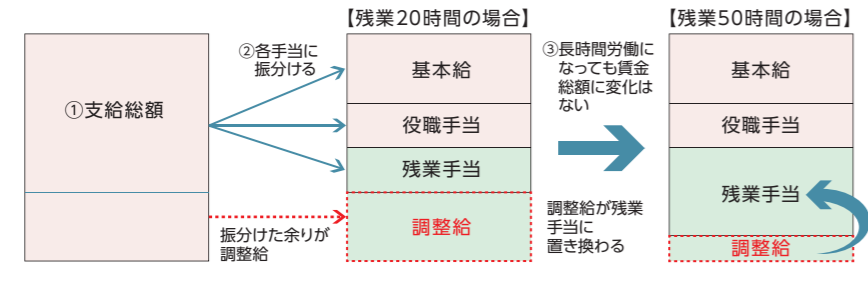 【残業20時間の場合】
【残業50時間の場合】
①支給総額
②各手当に
振分ける
基本給
役職手当
残業手当
調整給
振分けた余りが
調整給
③長時間労働に
なっても賃金
総額に変化は
ない
調整給が残業
手当に
置き換わる
基本給
役職手当
残業手当
調整給